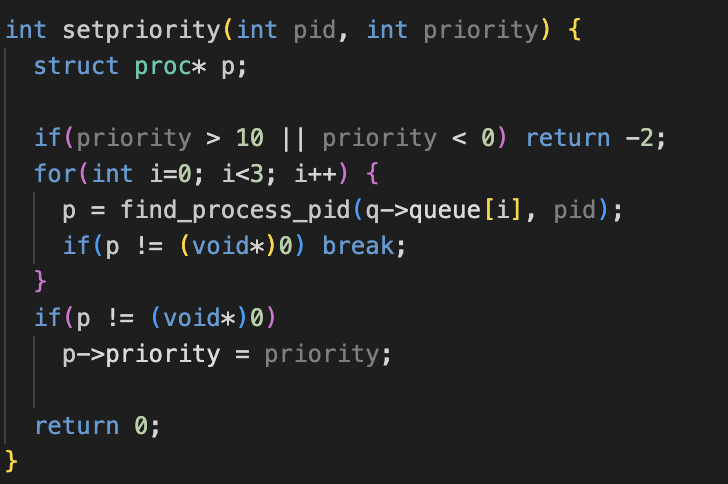 int setpriority(int pid, int priority) {
struct proc* p;
if(priority > 10 || priority < 0) return -2;
for(int i=0; i<3; i++) {
p = find_process_pid(q->queue[i], pid);
if(p != (void*)0) break;
}
if(p != (void*)0)
p->priority = priority;
return 0;
}